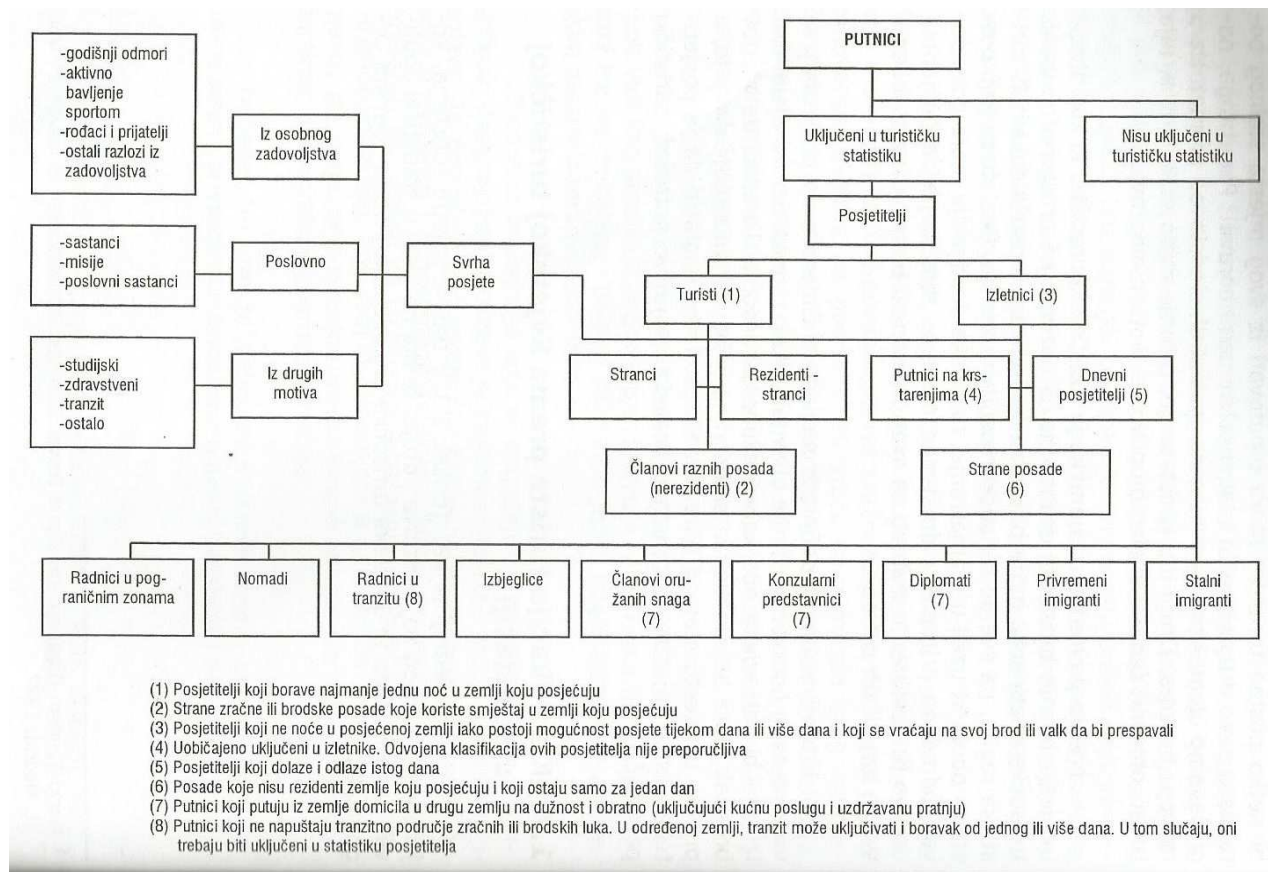 PUTNICI
Uključeni u turističku
statistiku
Nisu uključeni u
turističku statistiku
Posjetitelji
Turisti (1)
Izletnici (3)
Stranci
Rezidenti -
stranci
Putnici na krs-
tarenjima (4)
Dnevni
posjetitelji (5)
Članovi raznih posada
(nerezidenti) (2)
Strane posade
(6)
-godišnji odmori
-aktivno
bavljenje
sportom
-rođaci i prijatelji
-ostali razlozi iz
zadovoljstva
Iz osobnog
zadovoljstva
-sastanci
-misije
-poslovni sastanci
Poslovno
Svrha
posjete
-studijski
-zdravstveni
-tranzit
-ostalo
Iz drugih
motiva
Radnici u pog-
raničnim zonama
Nomadi
Radnici u
tranzitu (8)
Izbjeglice
Članovi oru-
žanih snaga
(7)
Konzularni
predstavnici
(7)
Diplomati
(7)
Privremeni
imigranti
Stalni
imigranti
(1) Posjetitelji koji borave najmanje jednu noć u zemlji koju posjećuju
(2) Strane zračne ili brodske posade koje koriste smještaj u zemlji koju posjećuju
(3) Posjetitelji koji ne noće u posjećenoj zemlji iako postoji mogućnost posjete tijekom dana ili više dana i koji se vraćaju na svoj brod ili valk da bi prespavali
(4) Uobičajeno uključeni u izletnike. Odvojena klasifikacija ovih posjetitelja nije preporučljiva
(5) Posjetitelji koji dolaze i odlaze istog dana
(6) Posade koje nisu rezidenti zemlje koju posjećuju i koji ostaju samo za jedan dan
(7) Putnici koji putuju iz zemlje domicila u drugu zemlju na dužnost i obratno (uključujući kućnu poslugu i uzdržavanu pratnju)
(8) Putnici koji ne napuštaju tranzitno područje zračnih ili brodskih luka. U određenoj zemlji, tranzit može uključivati i boravak od jednog ili više dana. U tom slučaju, oni
trebaju biti uključeni u statistiku posjetitelja